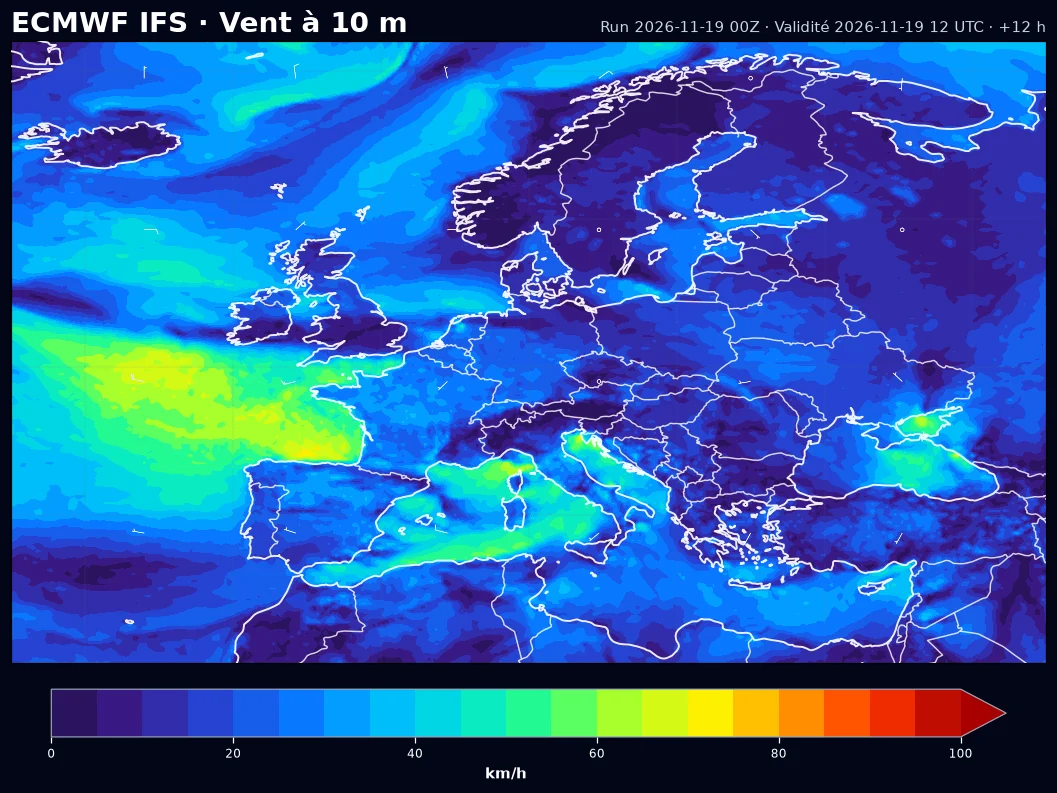 ECMWF IFS · Vent à 10 m
Run 2026-11-19 00Z · Validité 2026-11-19 12 UTC · +12 h
0 20 40 60 80 100
km/h